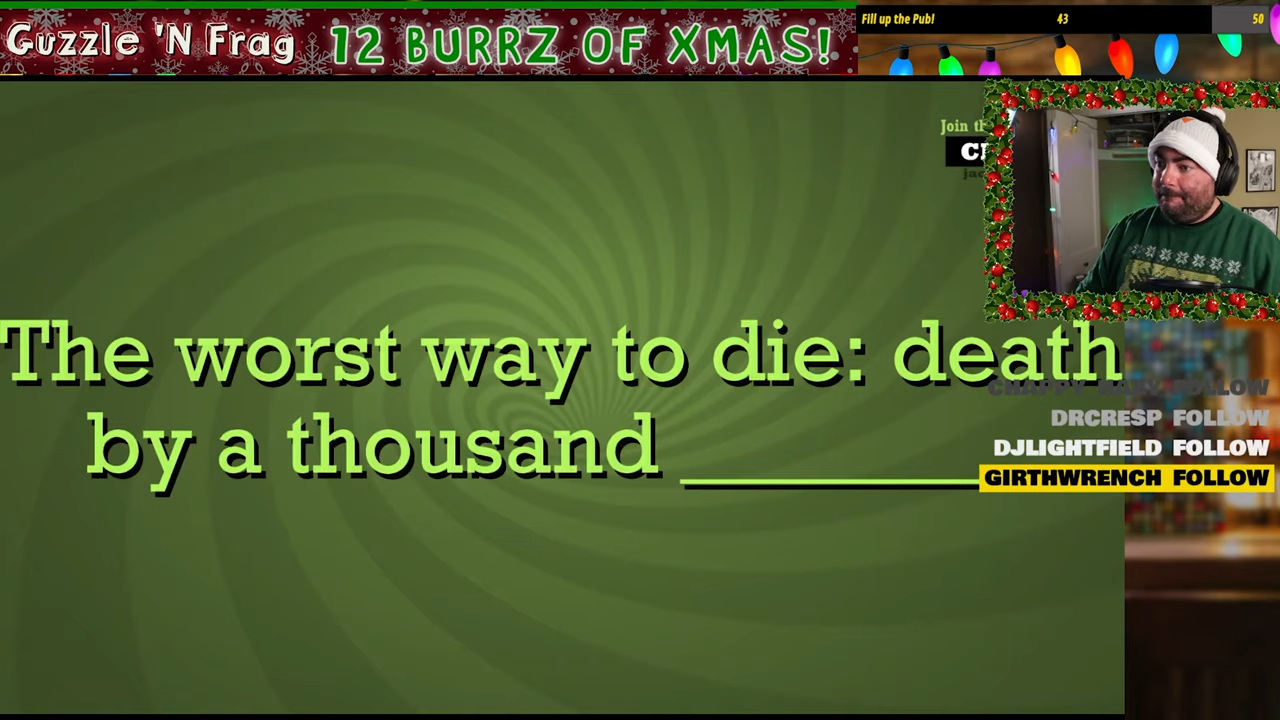 Guzzle 'N Frag 12 BURRZ OF XMAS!
Fill up the Pub! 43 50
Join
The worst way to die: death
by a thousand
DRCRESP FOLLOW
DJLIGHTFIELD FOLLOW
GIRTHWRENCH FOLLOW